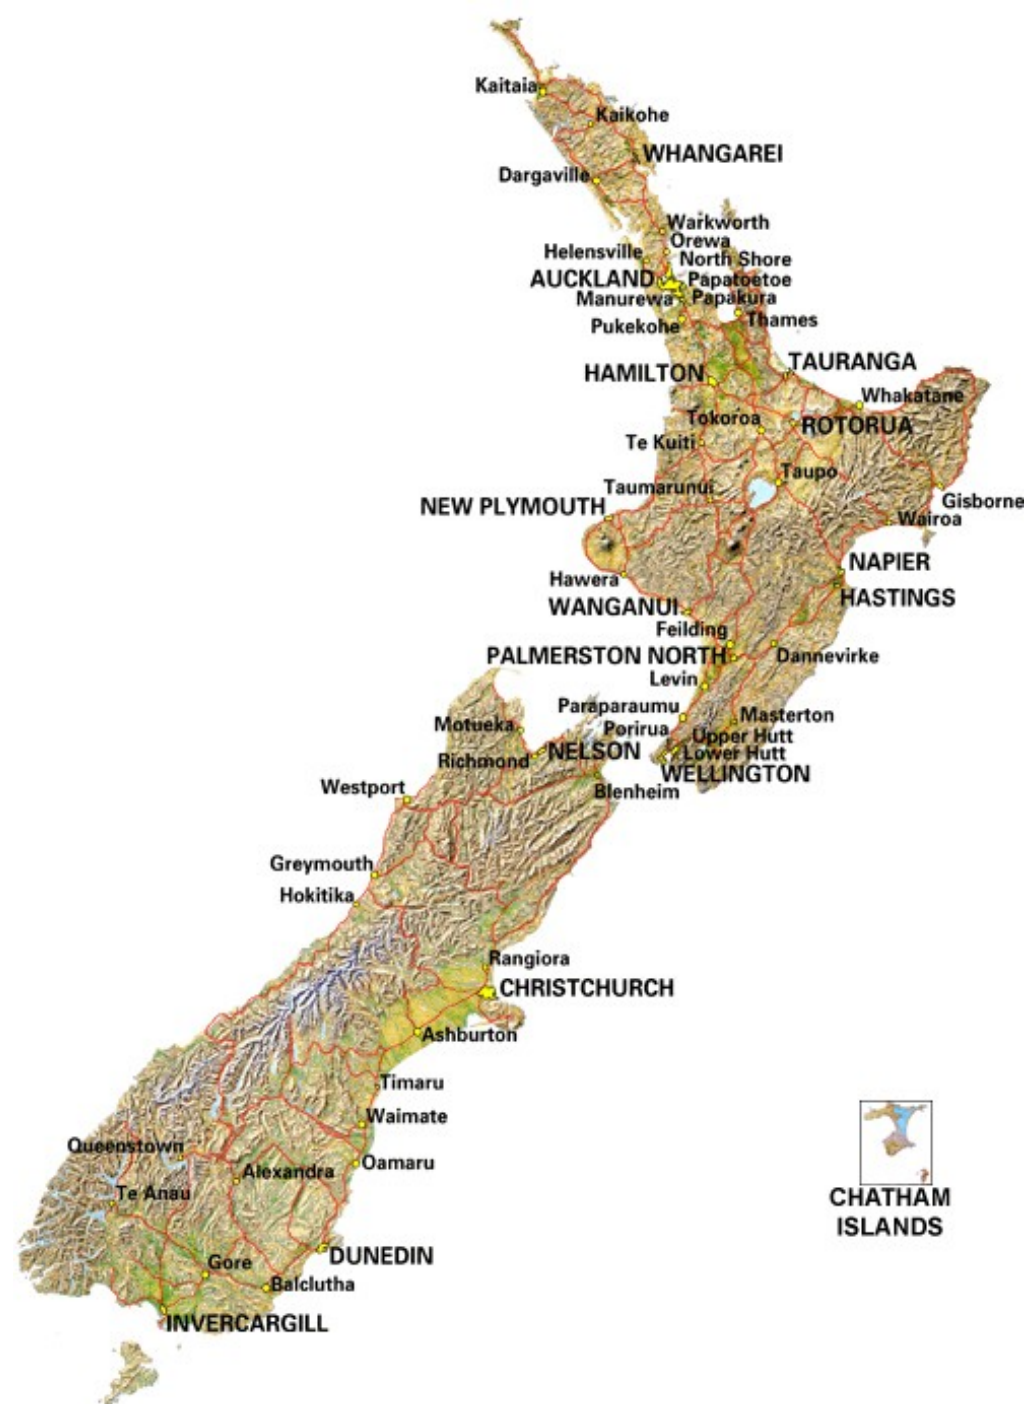 Kaitaia
Kaikohe
WHANGAREI
Dargaville
Warkworth
Orewa
Helensville
North Shore
AUCKLAND
Papatoetoe
Manurewa
Papakura
Pukekohe
Thames
TAURANGA
HAMILTON
Whakatane
Tokoroa
ROTORUA
Te Kuiti
Taupo
Taumarunui
Gisborne
NEW PLYMOUTH
Wairoa
NAPIER
Hawera
HASTINGS
WANGANUI
Feilding
PALMERSTON NORTH
Dannevirke
Levin
Paraparaumu
Masterton
Motueka
Porirua
Upper Hutt
NELSON
Lower Hutt
Richmond
WELLINGTON
Westport
Blenheim
Greymouth
Hokitika
Rangiora
CHRISTCHURCH
Ashburton
Timaru
Waimate
Queenstown
Oamaru
Alexandra
Te Anau
CHATHAM
ISLANDS
DUNEDIN
Gore
Balclutha
INVERCARGILL